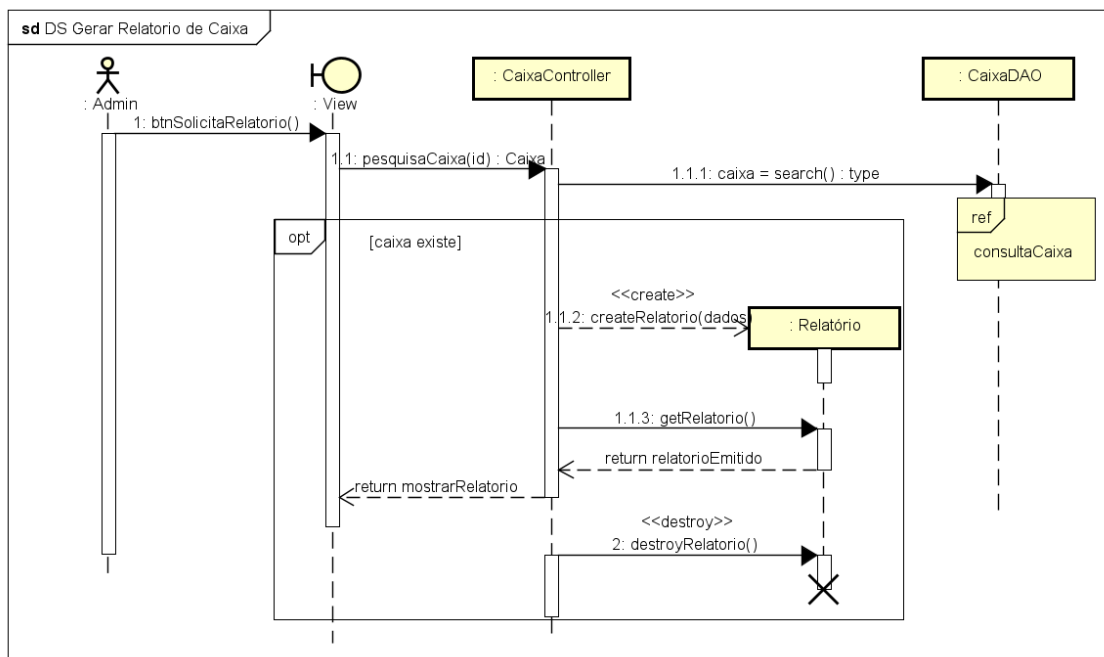 sd DS Gerar Relatorio de Caixa
: Admin
: View
: CaixaController
: CaixaDAO
1: btnSolicitaRelatorio()
1.1: pesquisaCaixa(id) : Caixa
1.1.1: caixa = search() : type
ref
consultaCaixa
opt
[caixa existe]
<<create>>
1.1.2: createRelatorio(dados)
: Relatório
1.1.3: getRelatorio()
return relatorioEmitido
return mostrarRelatorio
<<destroy>>
2: destroyRelatorio()